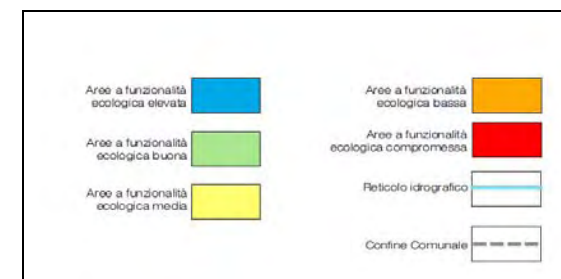 Aree a funzionalità
ecologica elevata
Aree a funzionalità
ecologica buona
Aree a funzionalità
ecologica media
Aree a funzionalità
ecologica bassa
Aree a funzionalità
ecologica compromessa
Reticolo idrografico
Confine Comunale